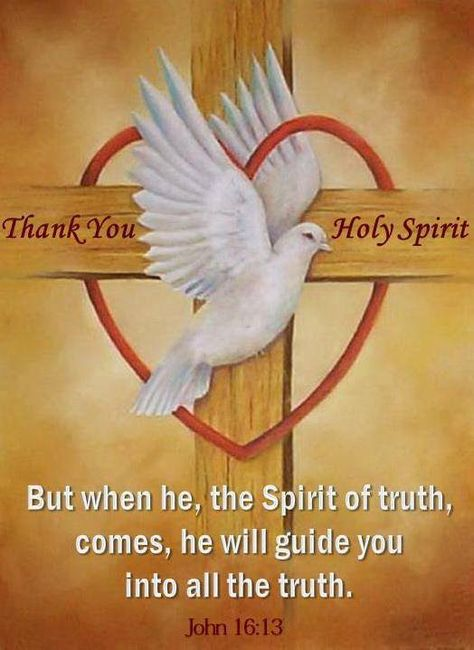 Thank You Holy Spirit
But when he, the Spirit of truth,
comes, he will guide you
into all the truth.
John 16:13